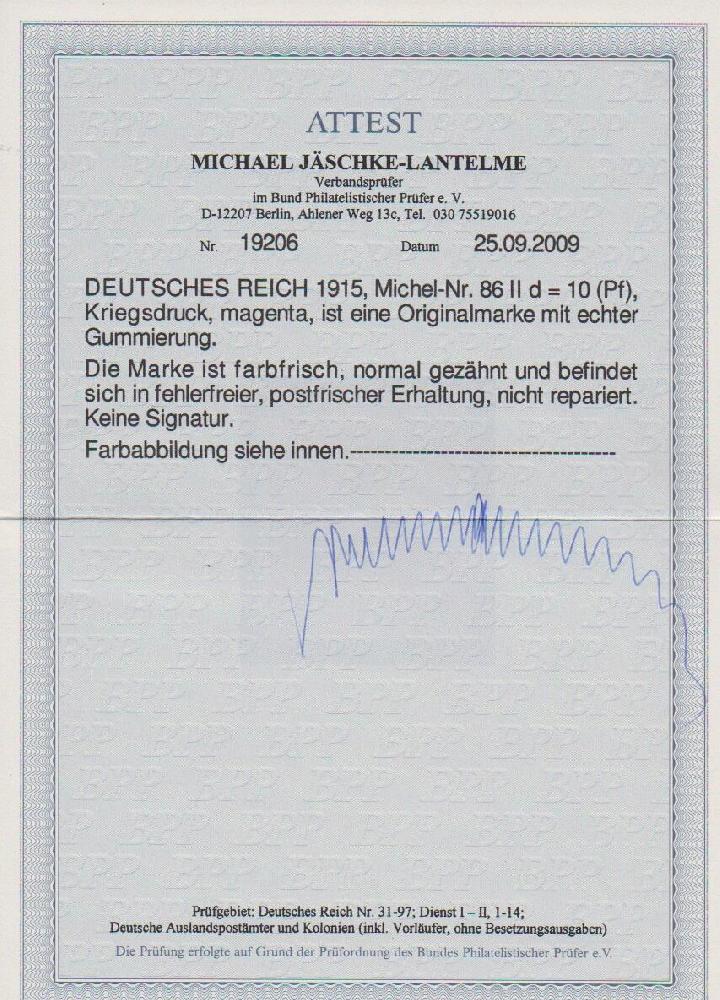 ATTEST
MICHAEL JÄSCHKE-LANTELME
Verbandsprüfer
im Bund Philatelistischer Prüfer e. V.
D-12207 Berlin, Ahlener Weg 13c, Tel. 030 75519016
Nr. 19206 Datum 25.09.2009
DEUTSCHES REICH 1915, Michel-Nr. 86 II d = 10 (Pf),
Kriegsdruck, magenta, ist eine Originalmarke mit echter
Gummierung.
Die Marke ist farbfrisch, normal gezähnt und befindet
sich in fehlerfreier, postfrischer Erhaltung, nicht repariert.
Keine Signatur.
Farbabbildung siehe innen.------------------------------------------
Prüfgebiet: Deutsches Reich Nr. 31-97; Dienst I – II, 1-14;
Deutsche Auslandspostämter und Kolonien (inkl. Vorläufer, ohne Besetzungsausgaben)
Die Prüfung erfolgte auf Grund der Prüfordnung des Bundes Philatelistischer Prüfer e.V.